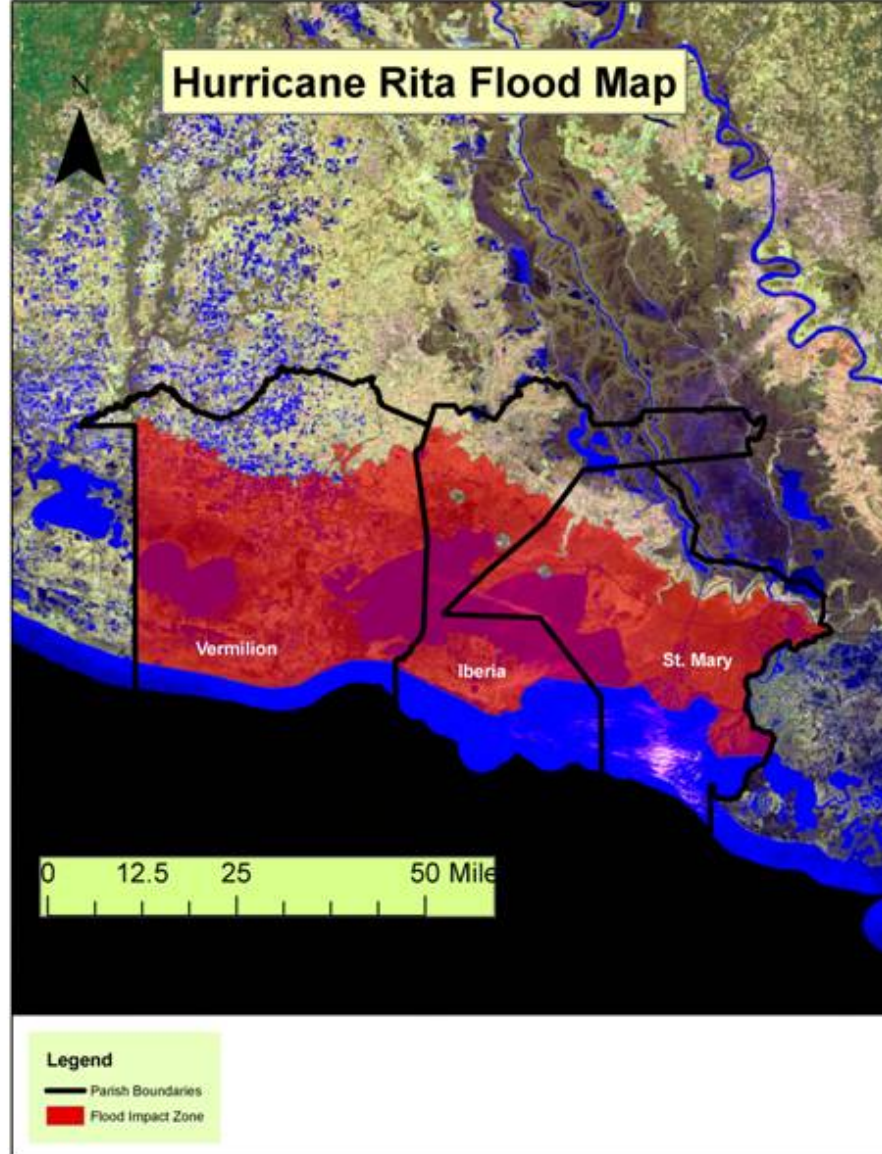 Hurricane Rita Flood Map
N
Vermilion
Iberia
St. Mary
0 12.5 25 50 Mile
Legend
Parish Boundaries
Flood Impact Zone